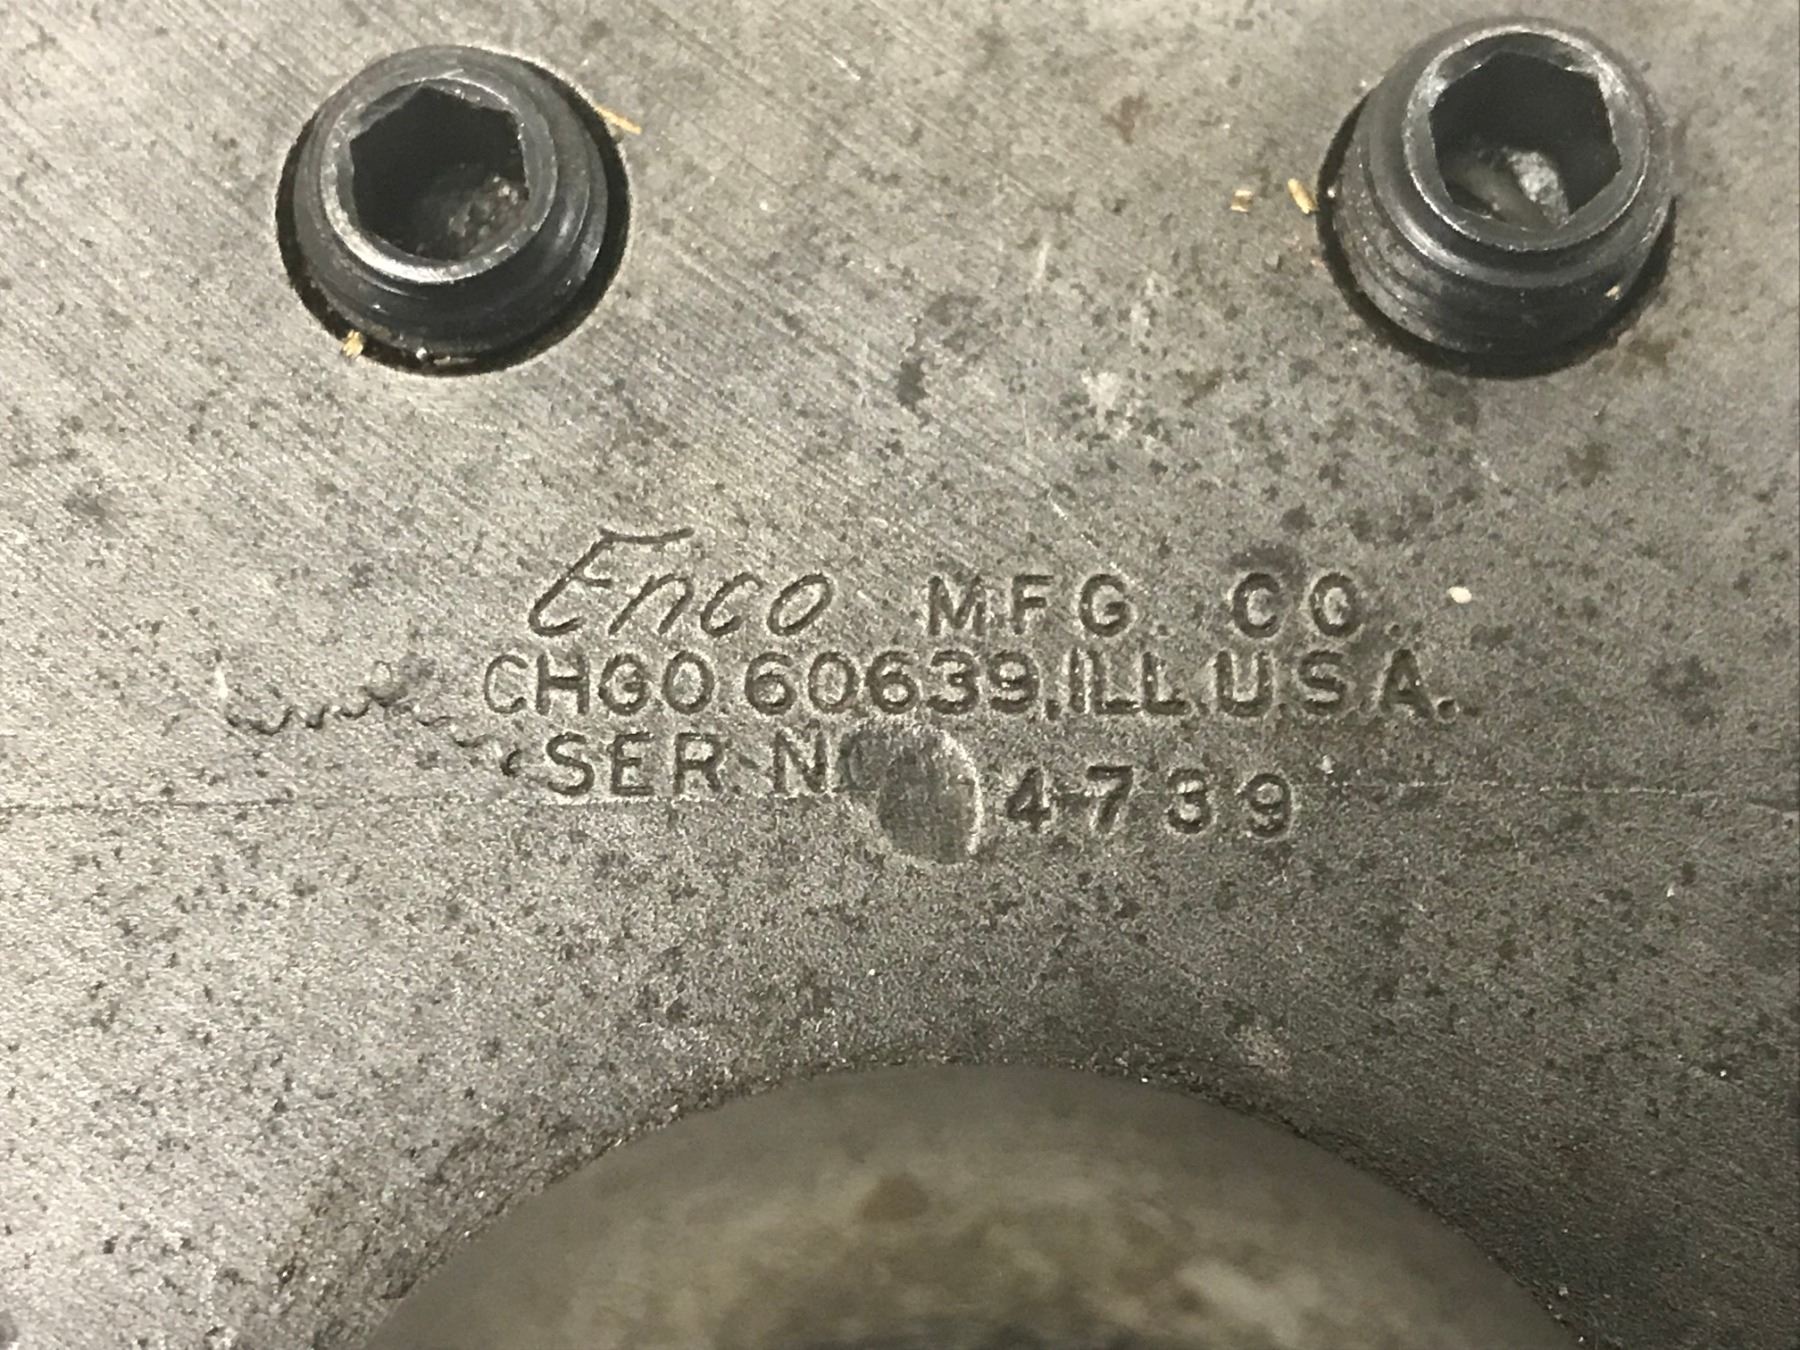 Enco MFG. CO.
CHGO. 60639, ILL. U.S.A.
SER. N 4739